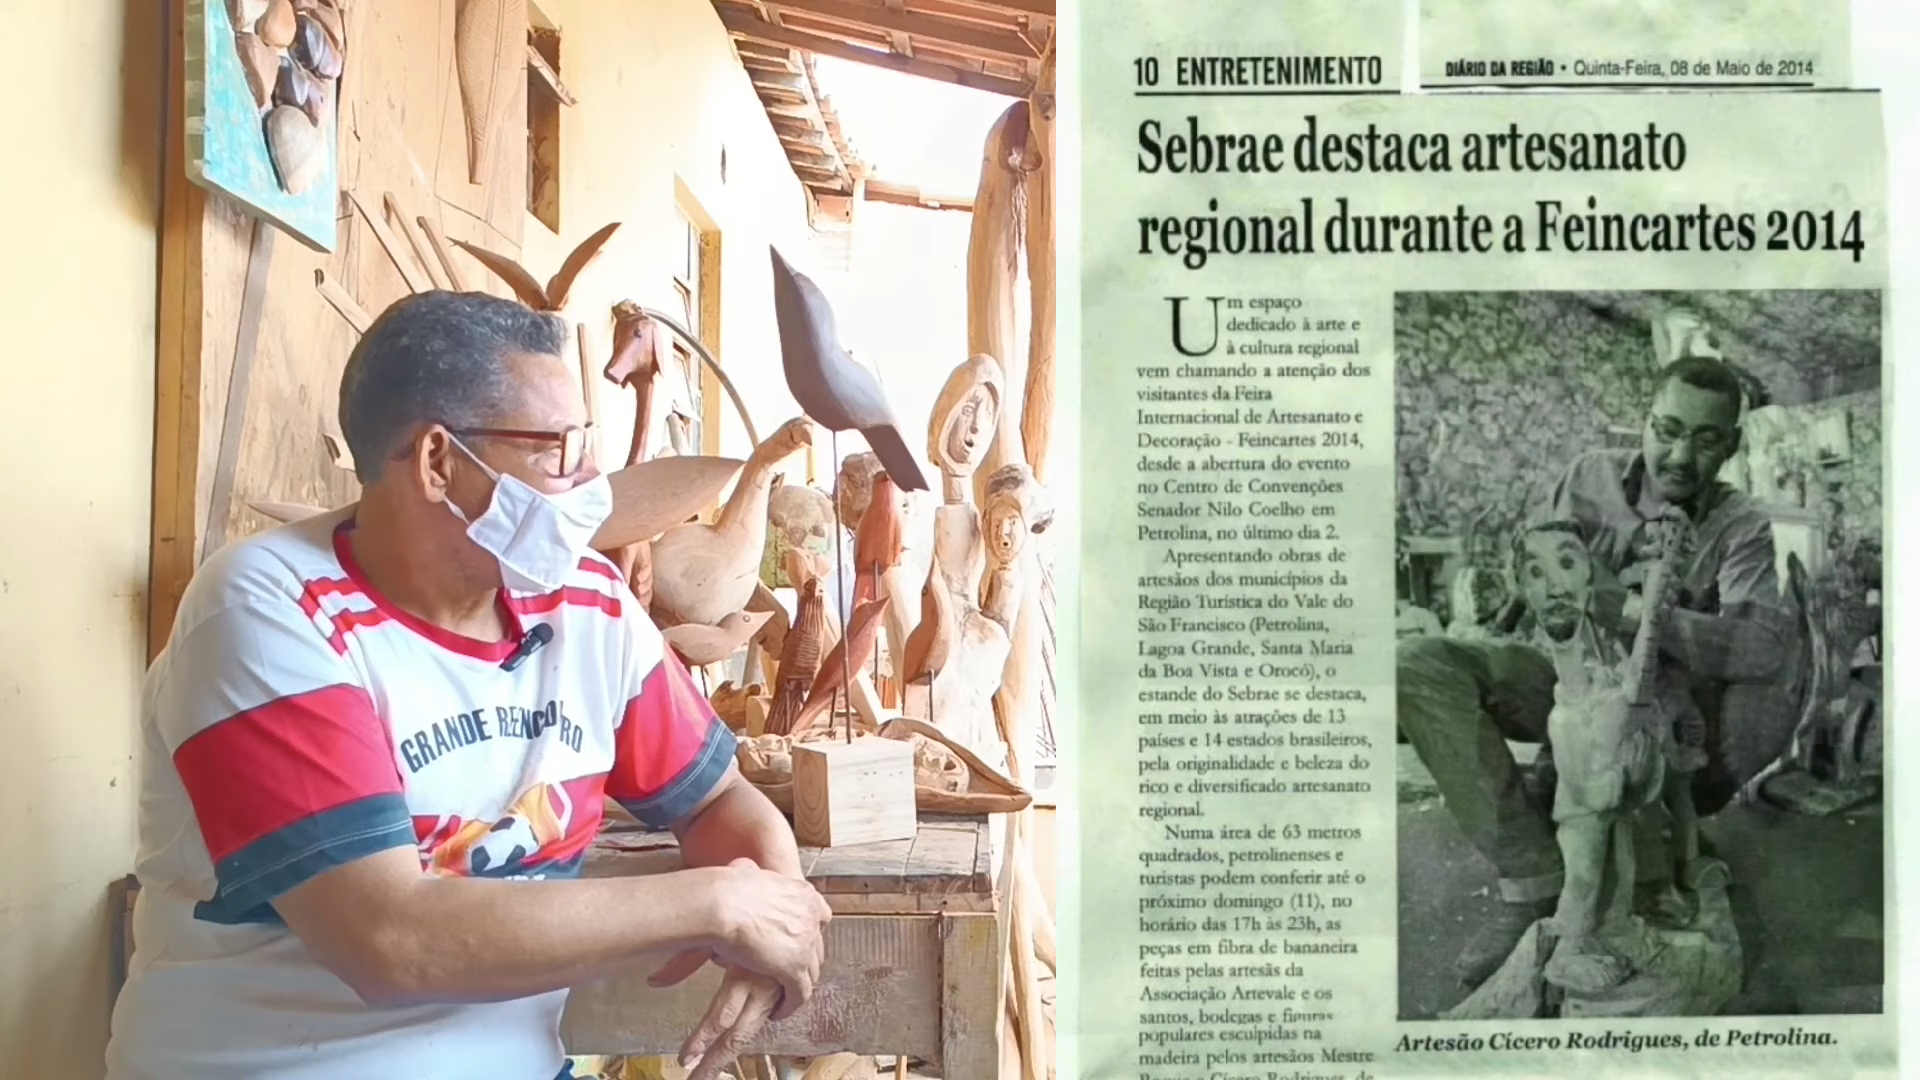 GRANDE REENCONTRO
10 ENTRETENIMENTO
DIÁRIO DA REGIÃO • Quinta-Feira, 08 de Maio de 2014
Sebrae destaca artesanato
regional durante a Feincartes 2014
Um espaço
dedicado à arte e
à cultura regional
vem chamando a atenção dos
visitantes da Feira
Internacional de Artesanato e
Decoração - Feincartes 2014,
desde a abertura do evento
no Centro de Convenções
Senador Nilo Coelho em
Petrolina, no último dia 2.
Apresentando obras de
artesãos dos municípios da
Região Turística do Vale do
São Francisco (Petrolina,
Lagoa Grande, Santa Maria
da Boa Vista e Orocó), o
estande do Sebrae se destaca,
em meio às atrações de 13
países e 14 estados brasileiros,
pela originalidade e beleza do
rico e diversificado artesanato
regional.
Numa área de 63 metros
quadrados, petrolinenses e
turistas podem conferir até o
próximo domingo (11), no
horário das 17h às 23h, as
peças em fibra de bananeira
feitas pelas artesãs da
Associação Artevale e os
santos, bodegas e figuras
populares esculpidas na
madeira pelos artesãos Mestre
Artesão Cícero Rodrigues, de Petrolina.